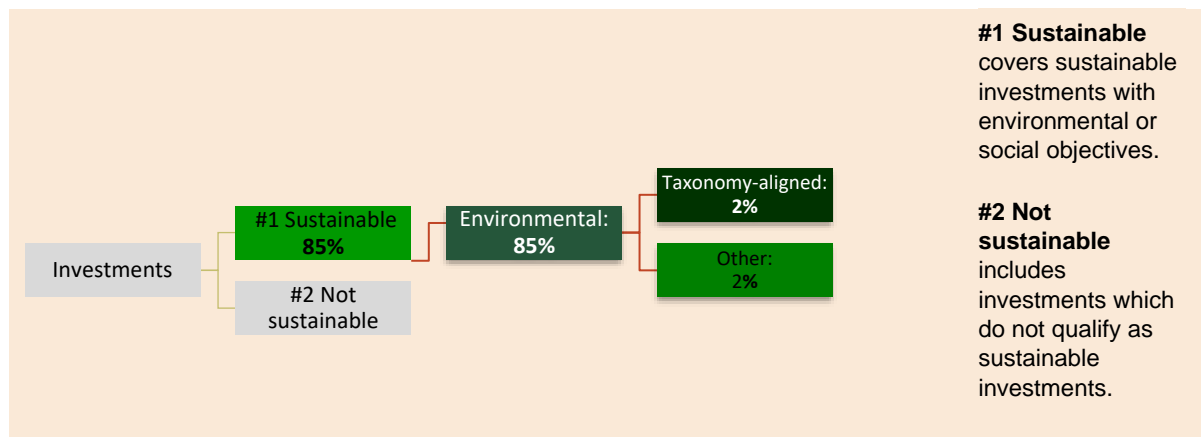 Investments
#1 Sustainable
85%
#2 Not
sustainable
Environmental:
85%
Taxonomy-aligned:
2%
Other:
2%
#1 Sustainable
covers sustainable
investments with
environmental or
social objectives.
#2 Not
sustainable
includes
investments which
do not qualify as
sustainable
investments.